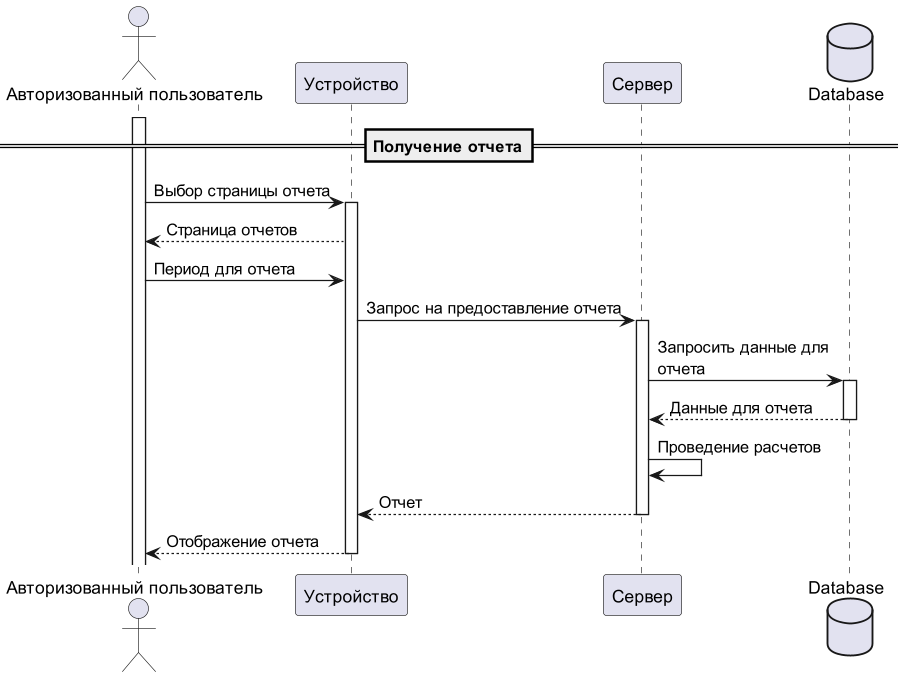 Авторизованный пользователь
Устройство
Сервер
Database
Получение отчета
Выбор страницы отчета
Страница отчетов
Период для отчета
Запрос на предоставление отчета
Запросить данные для
отчета
Данные для отчета
Проведение расчетов
Отчет
Отображение отчета
Авторизованный пользователь
Устройство
Сервер
Database